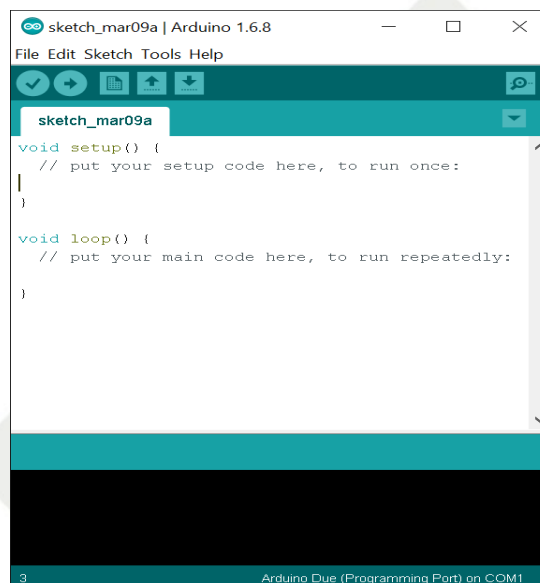 sketch_mar09a | Arduino 1.6.8
File Edit Sketch Tools Help
sketch_mar09a
void setup() {
  // put your setup code here, to run once:
}
void loop() {
  // put your main code here, to run repeatedly:
}
3 Arduino Due (Programming Port) on COM1